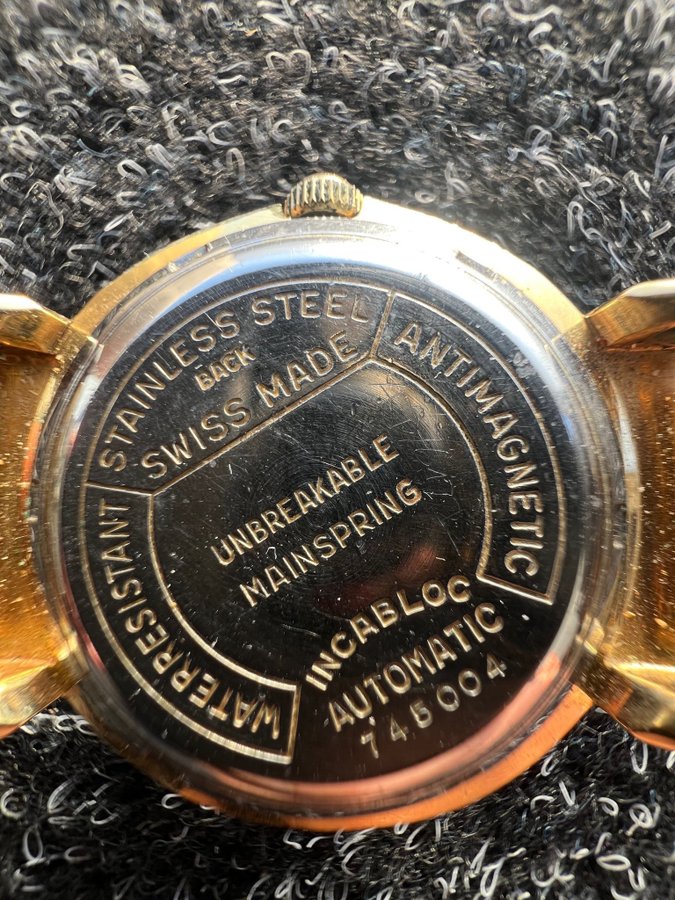 STAINLESS STEEL
BACK
SWISS MADE
ANTIMAGNETIC
WATERRESISTANT
UNBREAKABLE
MAINSPRING
INCABLOC
AUTOMATIC
745004